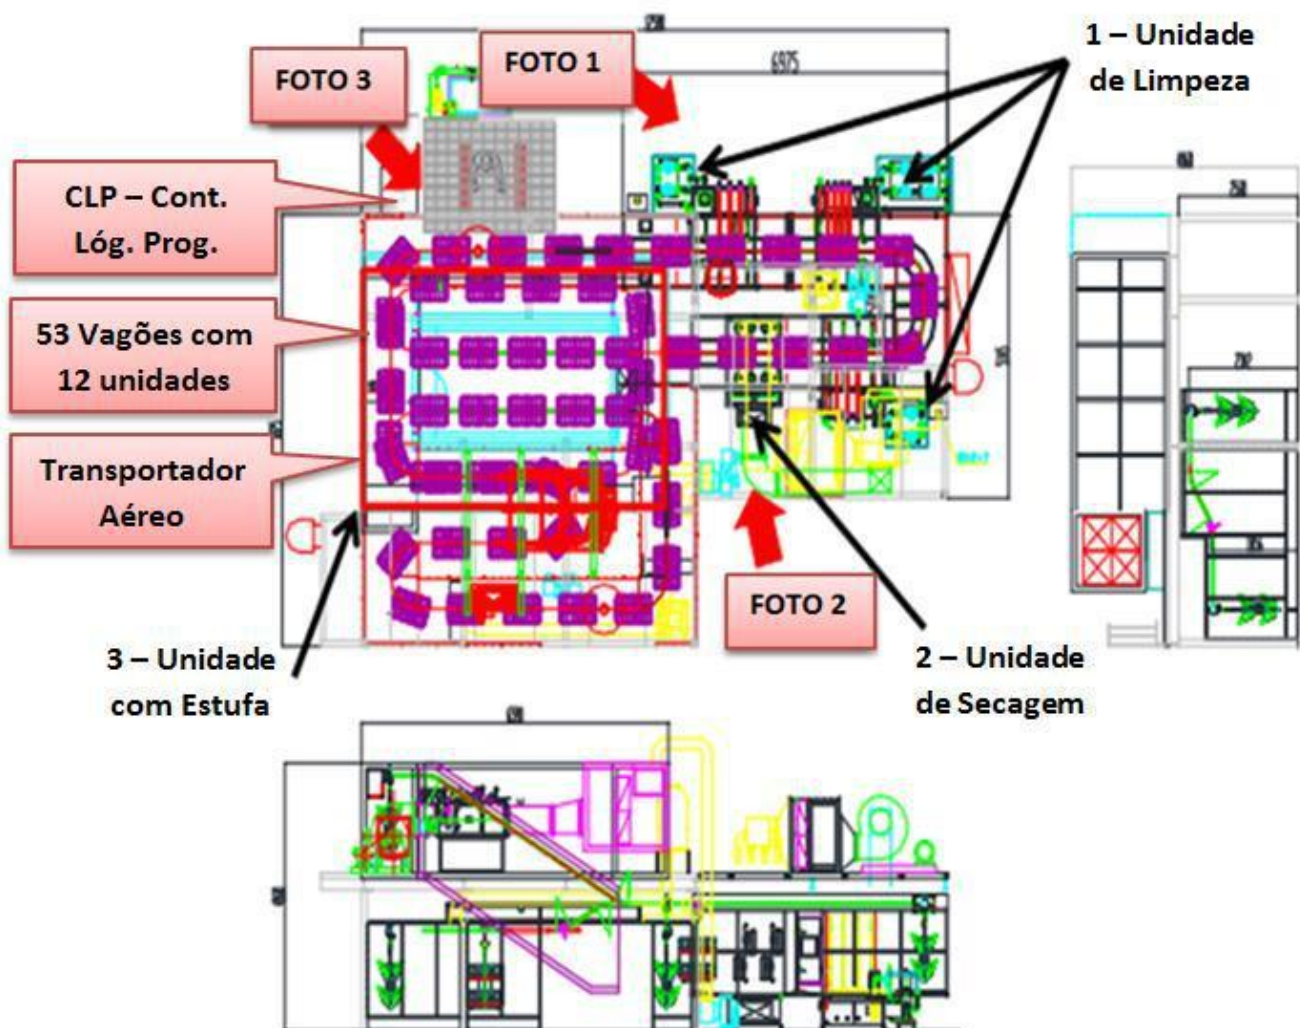 FOTO 3
FOTO 1
1 – Unidade
de Limpeza
6975
CLP – Cont.
Lóg. Prog.
53 Vagões com
12 unidades
Transportador
Aéreo
FOTO 2
3 – Unidade
com Estufa
2 – Unidade
de Secagem